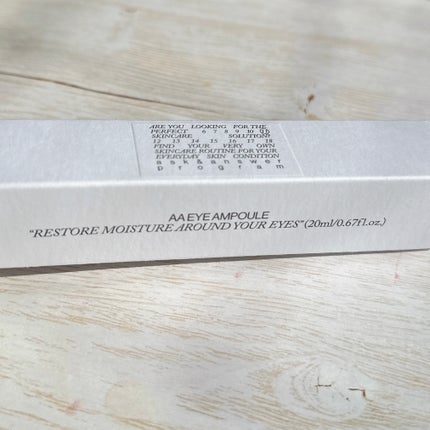 ARE YOU LOOKING FOR THE
PERFECT 6 7 8 9 10
SKINCARE SOLUTION?
12 13 14 15 16 17 18
FIND YOUR VERY OWN
SKINCARE ROUTINE FOR YOUR
EVERYDAY SKIN CONDITION
ask&answer
program
AA EYE AMPOULE
"RESTORE MOISTURE AROUND YOUR EYES" (20ml/0.67fl.oz.)